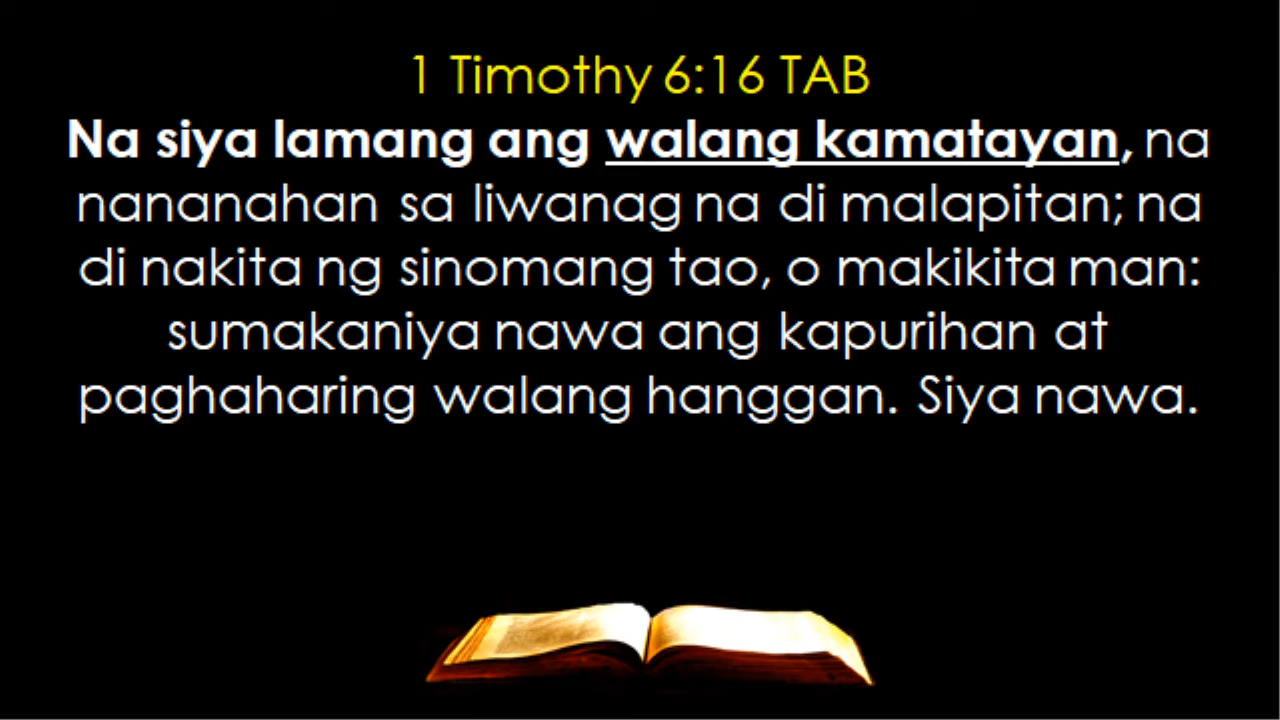 1 Timothy 6:16 TAB
Na siya lamang ang walang kamatayan, na
nananahan sa liwanag na di malapitan; na
di nakita ng sinomang tao, o makikita man:
sumakaniya nawa ang kapurihan at
paghaharing walang hanggan. Siya nawa.